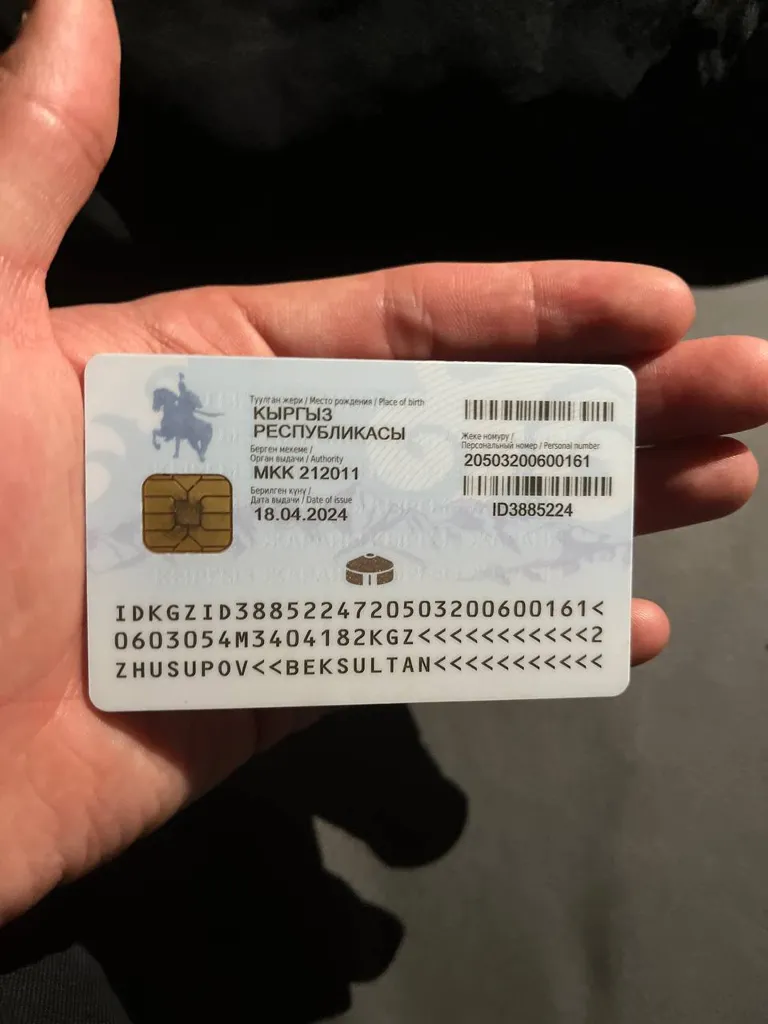 Туулган жери / Место рождения / Place of birth
КЫРГЫЗ
РЕСПУБЛИКАСЫ
Берген мекеме /
Орган выдачи / Authority
МКК 212011
Берилген күнү /
Дата выдачи / Date of issue
18.04.2024
Жеке номуру /
Персональный номер / Personal number
20503200600161
ID3885224
IDKGZID3885224720503200600161<
0603054M3404182KGZ<<<<<<<<<<<2
ZHUSUPOV<<BEKSULTAN<<<<<<<<<<<